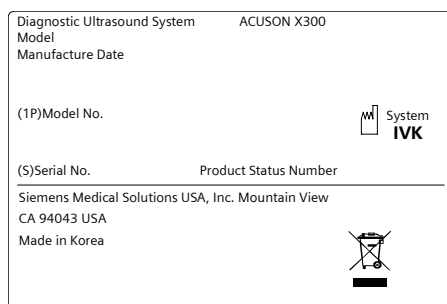 Diagnostic Ultrasound System ACUSON X300
Model
Manufacture Date
(1P)Model No.
System
IVK
(S)Serial No. Product Status Number
Siemens Medical Solutions USA, Inc. Mountain View
CA 94043 USA
Made in Korea